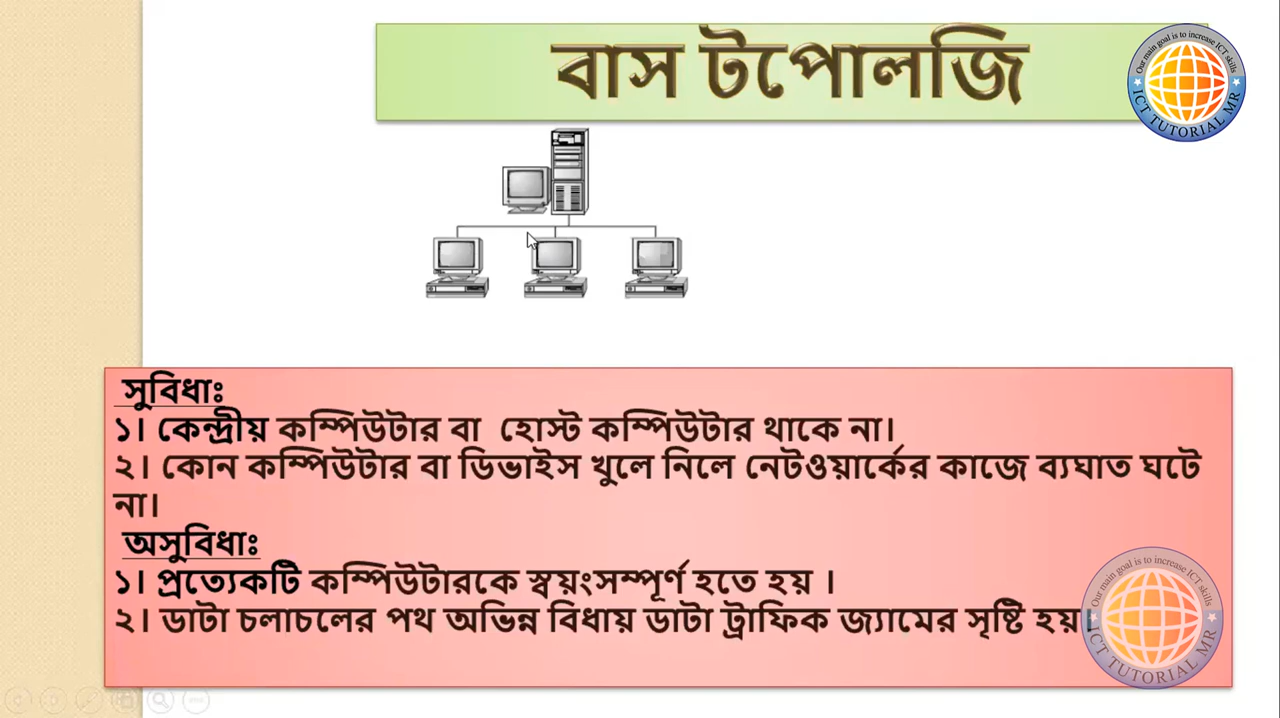 বাস টপোলজি
Our main goal is to increase ICT skills
ICT TUTORIAL MR
সুবিধাঃ
১। কেন্দ্রীয় কম্পিউটার বা হোস্ট কম্পিউটার থাকে না।
২। কোন কম্পিউটার বা ডিভাইস খুলে নিলে নেটওয়ার্কের কাজে ব্যঘাত ঘটে
না।
অসুবিধাঃ
১। প্রত্যেকটি কম্পিউটারকে স্বয়ংসম্পূর্ণ হতে হয় ।
২। ডাটা চলাচলের পথ অভিন্ন বিধায় ডাটা ট্রাফিক জ্যামের সৃষ্টি হয় ।
Our main goal is to increase ICT skills
ICT TUTORIAL MR